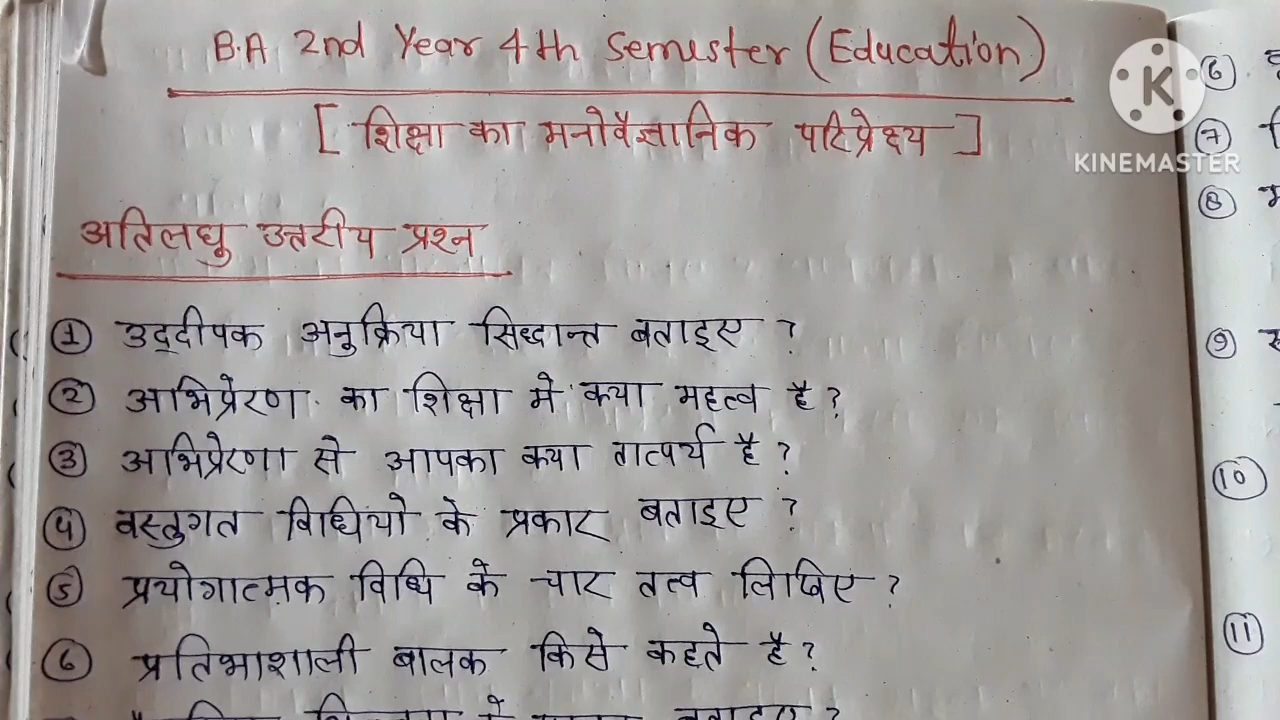 B.A 2nd Year 4th Semester (Education)
[ शिक्षा का मनोवैज्ञानिक परिप्रेक्ष्य ]
अतिलघु उत्तरीय प्रश्न
① उद्दीपक अनुक्रिया सिध्दान्त बताइए ?
② अभिप्रेरण का शिक्षा मे क्या महत्व है ?
③ अभिप्रेरणा से आपका क्या तात्पर्य है ?
④ वस्तुगत विधियो के प्रकार बताइए ?
⑤ प्रयोगात्मक विधि के चार तत्व लिखिए ?
⑥ प्रतिभाशाली बालक किसे कहते है ?
K
KINEMASTER
⑥
⑦
⑧
⑨
⑩
⑪